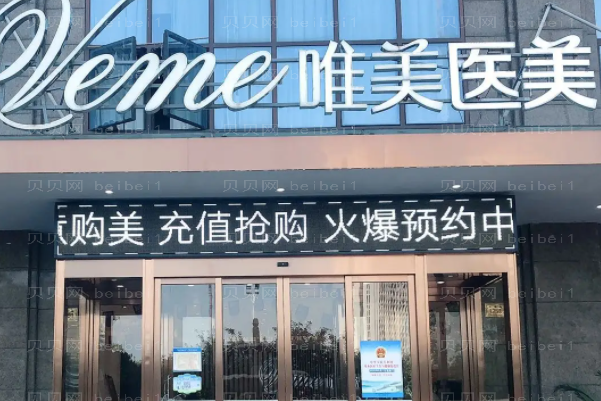 Veme 唯美医美
购美 充值抢购 火爆预约中
贝贝网 beibei1